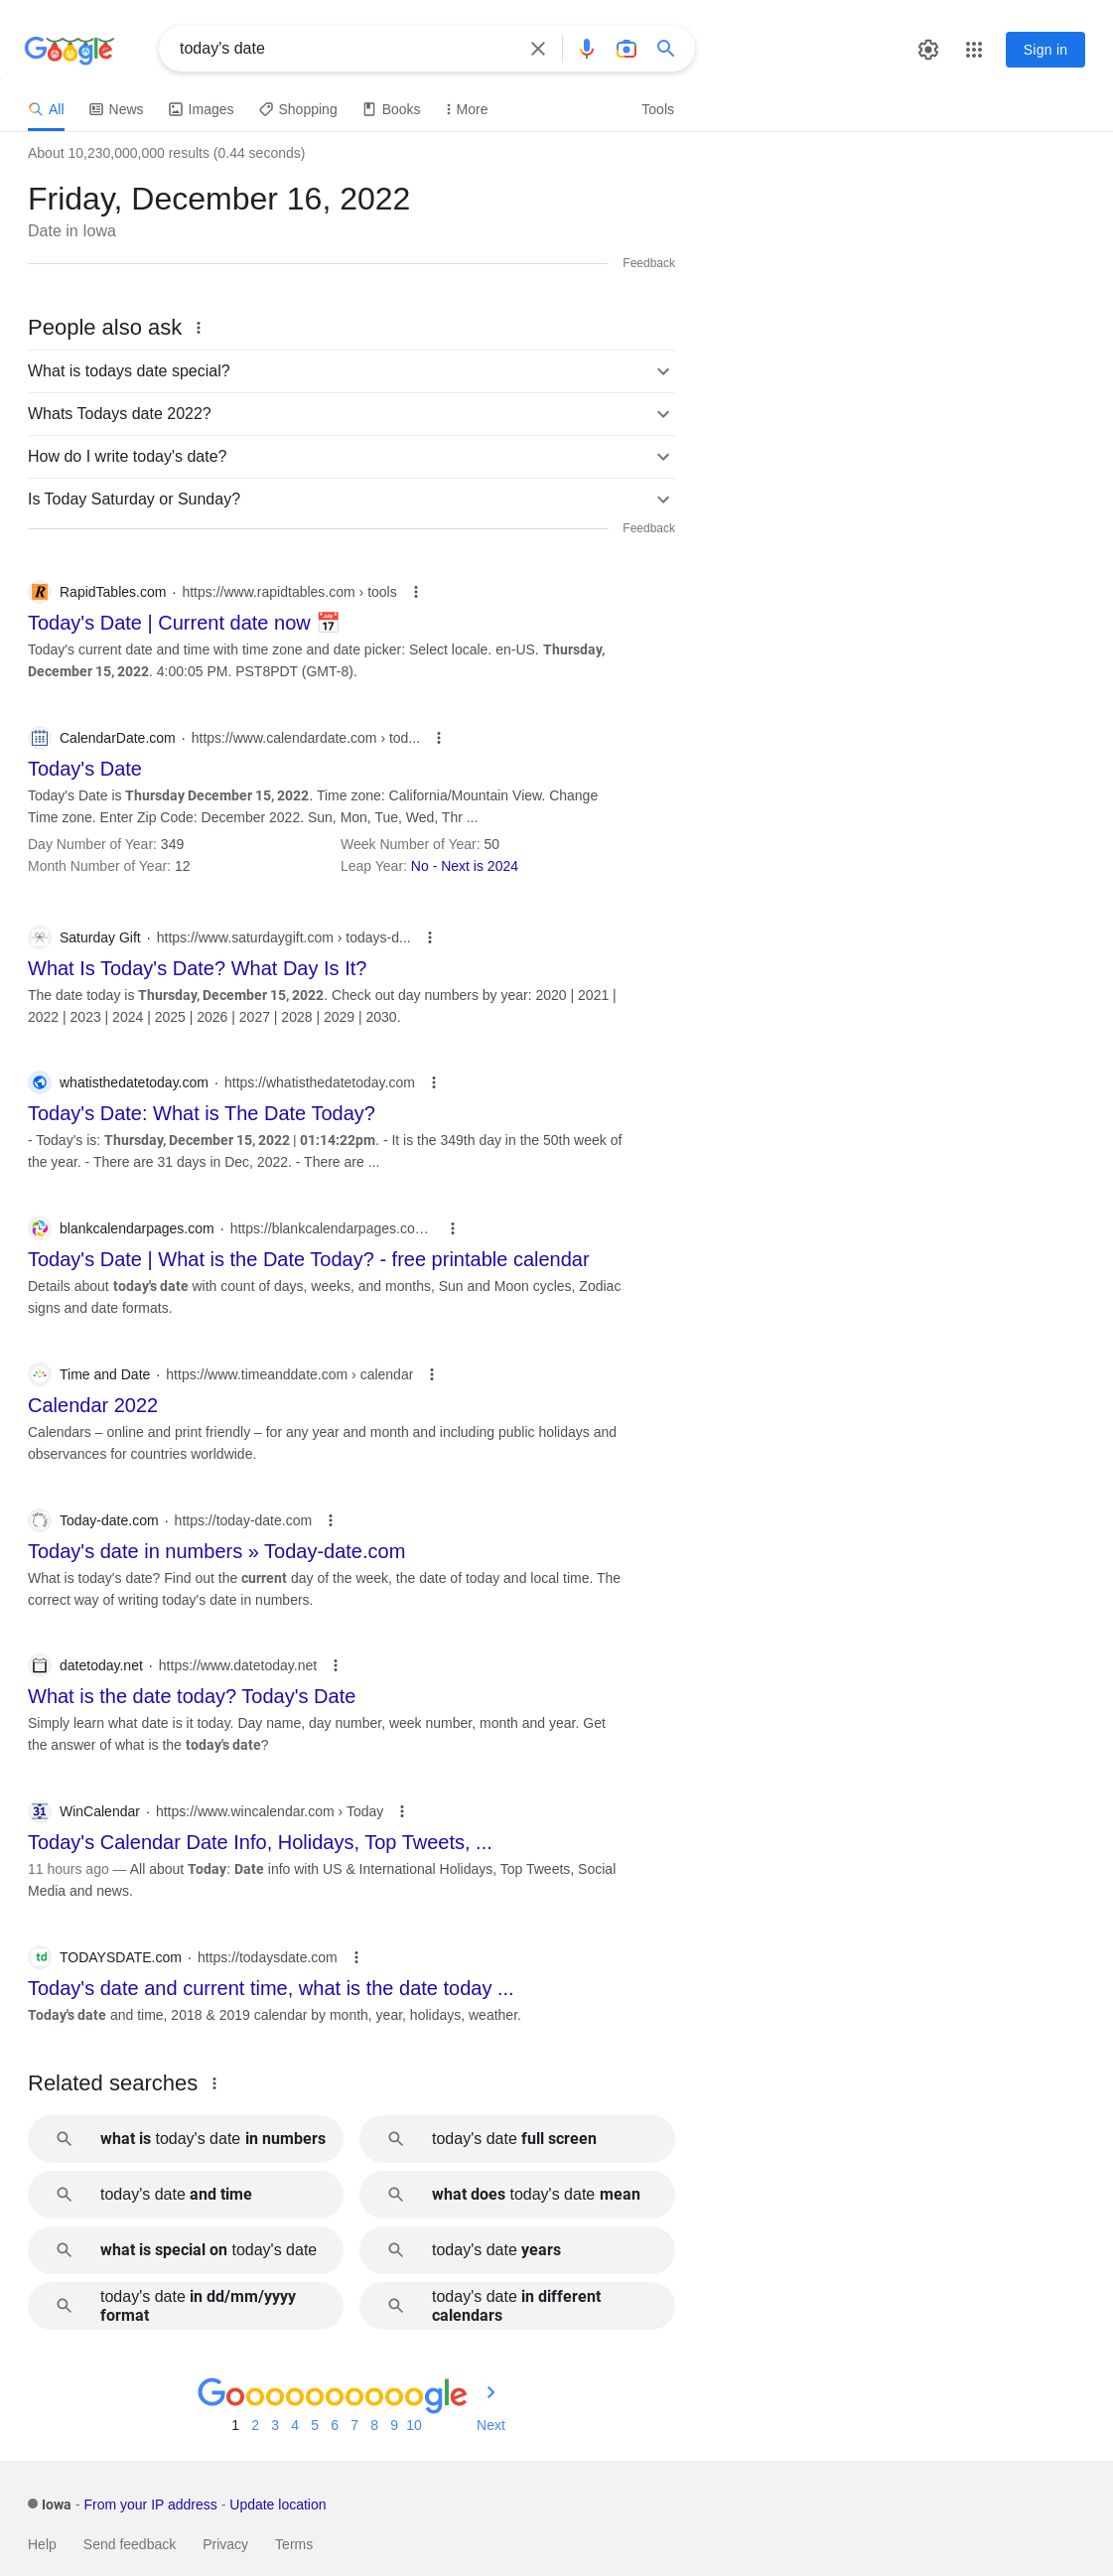 Google
today's date
Sign in
All News Images Shopping Books More Tools
About 10,230,000,000 results (0.44 seconds)
Friday, December 16, 2022
Date in Iowa
Feedback
People also ask
What is todays date special?
Whats Todays date 2022?
How do I write today's date?
Is Today Saturday or Sunday?
Feedback
R RapidTables.com · https://www.rapidtables.com › tools
Today's Date | Current date now 📅
Today's current date and time with time zone and date picker: Select locale. en-US. Thursday,
December 15, 2022. 4:00:05 PM. PST8PDT (GMT-8).
CalendarDate.com · https://www.calendardate.com › tod...
Today's Date
Today's Date is Thursday December 15, 2022. Time zone: California/Mountain View. Change
Time zone. Enter Zip Code: December 2022. Sun, Mon, Tue, Wed, Thr ...
Day Number of Year: 349 Week Number of Year: 50
Month Number of Year: 12 Leap Year: No - Next is 2024
Saturday Gift · https://www.saturdaygift.com › todays-d...
What Is Today's Date? What Day Is It?
The date today is Thursday, December 15, 2022. Check out day numbers by year: 2020 | 2021 |
2022 | 2023 | 2024 | 2025 | 2026 | 2027 | 2028 | 2029 | 2030.
whatisthedatetoday.com · https://whatisthedatetoday.com
Today's Date: What is The Date Today?
- Today's is: Thursday, December 15, 2022 | 01:14:22pm. - It is the 349th day in the 50th week of
the year. - There are 31 days in Dec, 2022. - There are ...
blankcalendarpages.com · https://blankcalendarpages.co...
Today's Date | What is the Date Today? - free printable calendar
Details about today's date with count of days, weeks, and months, Sun and Moon cycles, Zodiac
signs and date formats.
Time and Date · https://www.timeanddate.com › calendar
Calendar 2022
Calendars – online and print friendly – for any year and month and including public holidays and
observances for countries worldwide.
Today-date.com · https://today-date.com
Today's date in numbers » Today-date.com
What is today's date? Find out the current day of the week, the date of today and local time. The
correct way of writing today's date in numbers.
datetoday.net · https://www.datetoday.net
What is the date today? Today's Date
Simply learn what date is it today. Day name, day number, week number, month and year. Get
the answer of what is the today's date?
31 WinCalendar · https://www.wincalendar.com › Today
Today's Calendar Date Info, Holidays, Top Tweets, ...
11 hours ago — All about Today: Date info with US & International Holidays, Top Tweets, Social
Media and news.
td TODAYSDATE.com · https://todaysdate.com
Today's date and current time, what is the date today ...
Today's date and time, 2018 & 2019 calendar by month, year, holidays, weather.
Related searches
what is today's date in numbers
today's date full screen
today's date and time
what does today's date mean
what is special on today's date
today's date years
today's date in dd/mm/yyyy
format
today's date in different
calendars
Goooooooooogle
1 2 3 4 5 6 7 8 9 10 Next
Iowa - From your IP address - Update location
Help Send feedback Privacy Terms